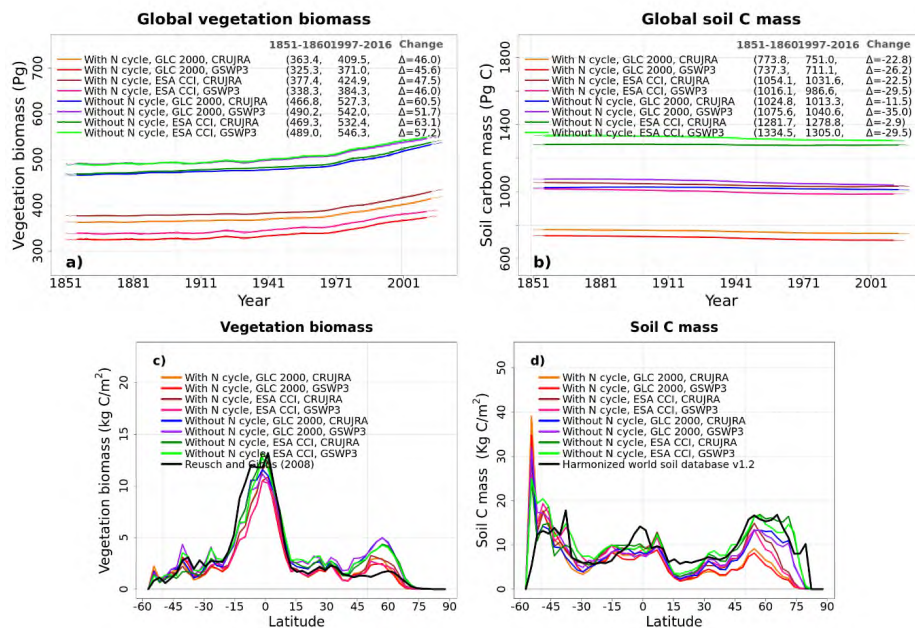 Global vegetation biomass
1851-1860 1997-2016 Change
With N cycle, GLC 2000, CRUJRA (363.4, 409.5, Δ=46.0)
With N cycle, GLC 2000, GSWP3 (325.3, 371.0, Δ=45.6)
With N cycle, ESA CCI, CRUJRA (377.4, 424.9, Δ=47.5)
With N cycle, ESA CCI, GSWP3 (338.3, 384.3, Δ=46.0)
Without N cycle, GLC 2000, CRUJRA (466.8, 527.3, Δ=60.5)
Without N cycle, GLC 2000, GSWP3 (490.2, 542.0, Δ=51.7)
Without N cycle, ESA CCI, CRUJRA (469.3, 532.4, Δ=63.1)
Without N cycle, ESA CCI, GSWP3 (489.0, 546.3, Δ=57.2)
Vegetation biomass (Pg)
700
600
500
400
300
a)
1851 1881 1911 1941 1971 2001
Year
Global soil C mass
1851-1860 1997-2016 Change
With N cycle, GLC 2000, CRUJRA (773.8, 751.0, Δ=-22.8)
With N cycle, GLC 2000, GSWP3 (737.3, 711.1, Δ=-26.2)
With N cycle, ESA CCI, CRUJRA (1054.1, 1031.6, Δ=-22.5)
With N cycle, ESA CCI, GSWP3 (1016.1, 986.6, Δ=-29.5)
Without N cycle, GLC 2000, CRUJRA (1024.8, 1013.3, Δ=-11.5)
Without N cycle, GLC 2000, GSWP3 (1075.6, 1040.6, Δ=-35.0)
Without N cycle, ESA CCI, CRUJRA (1281.7, 1278.8, Δ=-2.9)
Without N cycle, ESA CCI, GSWP3 (1334.5, 1305.0, Δ=-29.5)
Soil carbon mass (Pg C)
1800
1400
1000
600
b)
1851 1881 1911 1941 1971 2001
Year
Vegetation biomass
c)
With N cycle, GLC 2000, CRUJRA
With N cycle, GLC 2000, GSWP3
With N cycle, ESA CCI, CRUJRA
With N cycle, ESA CCI, GSWP3
Without N cycle, GLC 2000, CRUJRA
Without N cycle, GLC 2000, GSWP3
Without N cycle, ESA CCI, CRUJRA
Without N cycle, ESA CCI, GSWP3
Reusch and (2008)
Vegetation biomass (kg C/m²)
20
15
10
5
0
-60 -45 -30 -15 0 15 30 45 60 75 90
Latitude
Soil C mass
d)
With N cycle, GLC 2000, CRUJRA
With N cycle, GLC 2000, GSWP3
With N cycle, ESA CCI, CRUJRA
With N cycle, ESA CCI, GSWP3
Without N cycle, GLC 2000, CRUJRA
Without N cycle, GLC 2000, GSWP3
Without N cycle, ESA CCI, CRUJRA
Without N cycle, ESA CCI, GSWP3
Harmonized world soil database v1.2
Soil C mass (Kg C/m²)
50
40
30
20
10
0
-60 -45 -30 -15 0 15 30 45 60 75 90
Latitude